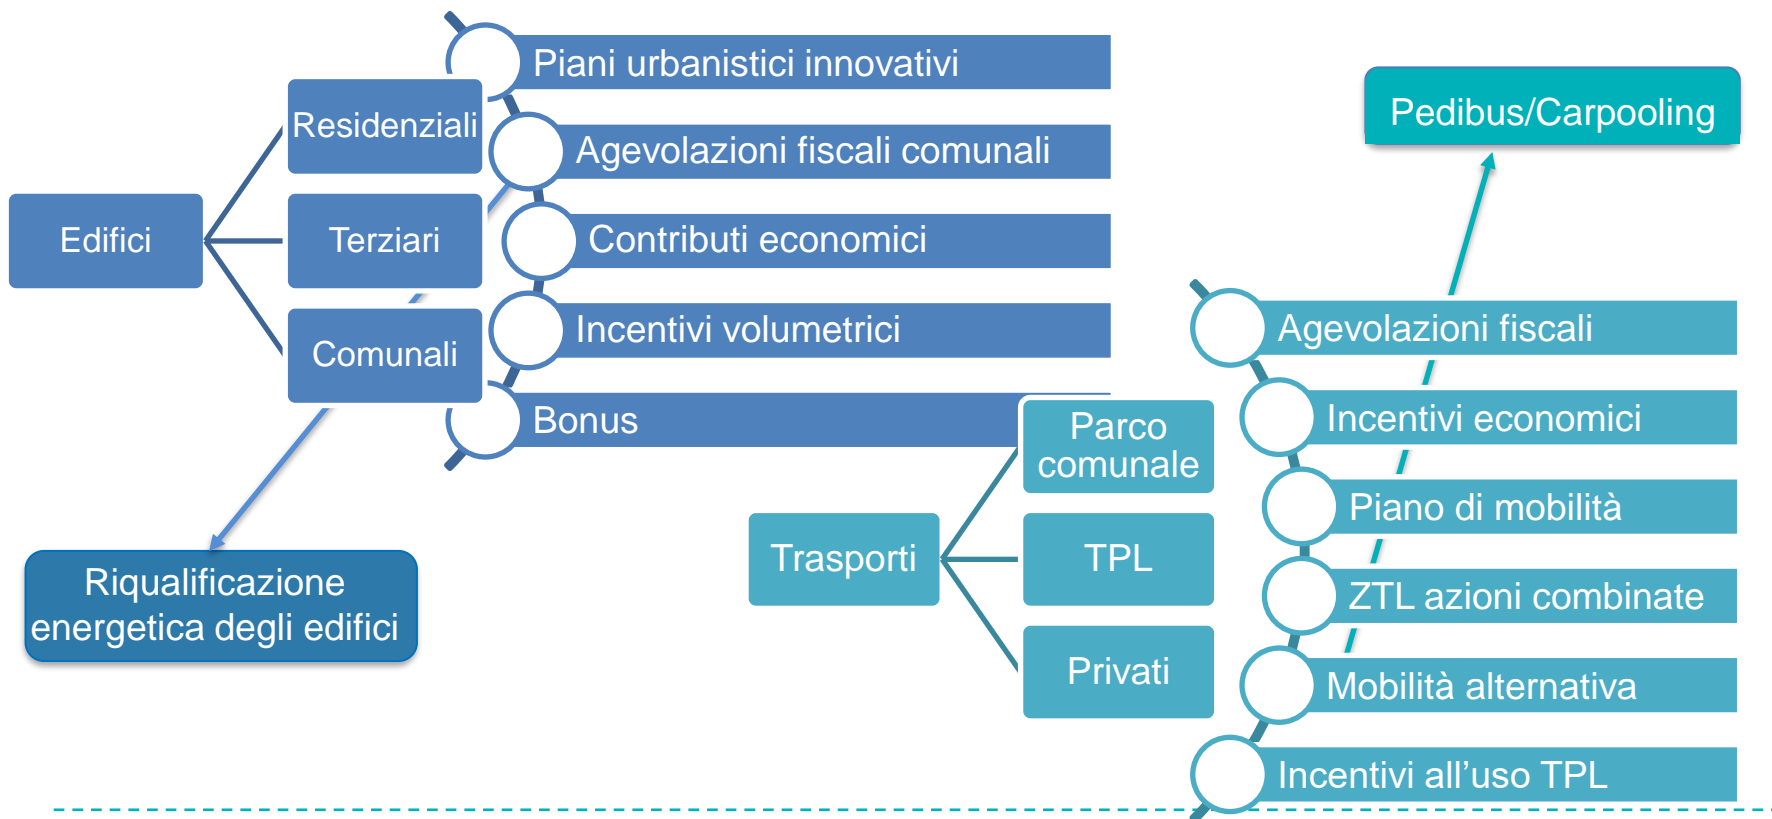 Edifici
Residenziali
Terziari
Comunali
Piani urbanistici innovativi
Agevolazioni fiscali comunali
Contributi economici
Incentivi volumetrici
Bonus
Riqualificazione
energetica degli edifici
Pedibus/Carpooling
Trasporti
Parco
comunale
TPL
Privati
Agevolazioni fiscali
Incentivi economici
Piano di mobilità
ZTL azioni combinate
Mobilità alternativa
Incentivi all’uso TPL